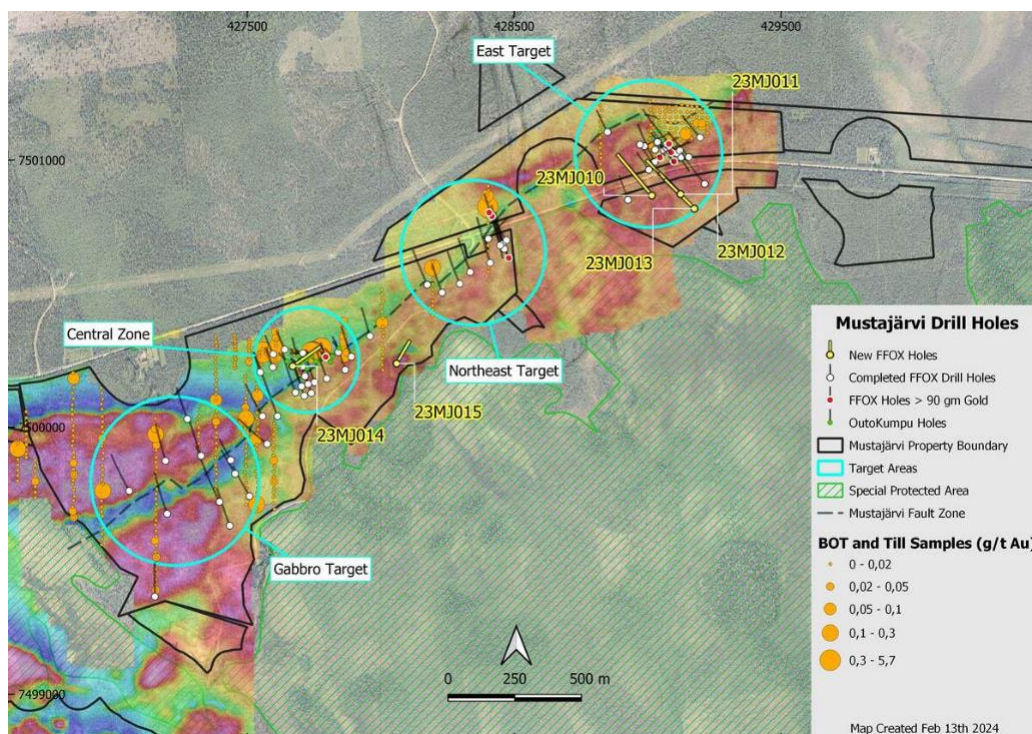 427500
428500
429500
East Target
23MJ011
7501000
23MJ010
23MJ013
23MJ012
Central Zone
Northeast Target
23MJ015
7500000
23MJ014
Gabbro Target
7499000
0 250 500 m
Mustajärvi Drill Holes
New FFOX Holes
Completed FFOX Drill Holes
FFOX Holes > 90 gm Gold
OutoKumpu Holes
Mustajärvi Property Boundary
Target Areas
Special Protected Area
Mustajärvi Fault Zone
BOT and Till Samples (g/t Au)
0 - 0,02
0,02 - 0,05
0,05 - 0,1
0,1 - 0,3
0,3 - 5,7
Map Created Feb 13th 2024